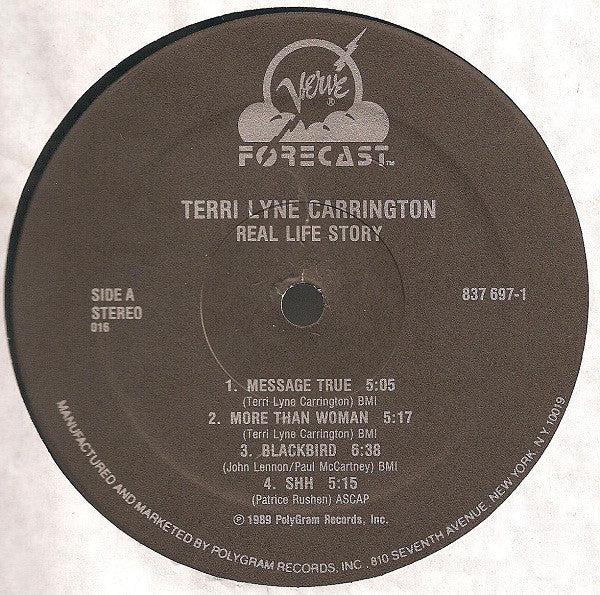 Verve
®
FORECAST™
TERRI LYNE CARRINGTON
REAL LIFE STORY
SIDE A
STEREO
016
837 697-1
1. MESSAGE TRUE 5:05
(Terri Lyne Carrington) BMI
2. MORE THAN WOMAN 5:17
(Terri Lyne Carrington) BMI
3. BLACKBIRD 6:38
(John Lennon/Paul McCartney) BMI
4. SHH 5:15
(Patrice Rushen) ASCAP
℗ 1989 PolyGram Records, Inc.
MANUFACTURED AND MARKETED BY POLYGRAM RECORDS, INC. 810 SEVENTH AVENUE, NEW YORK, N.Y. 10019